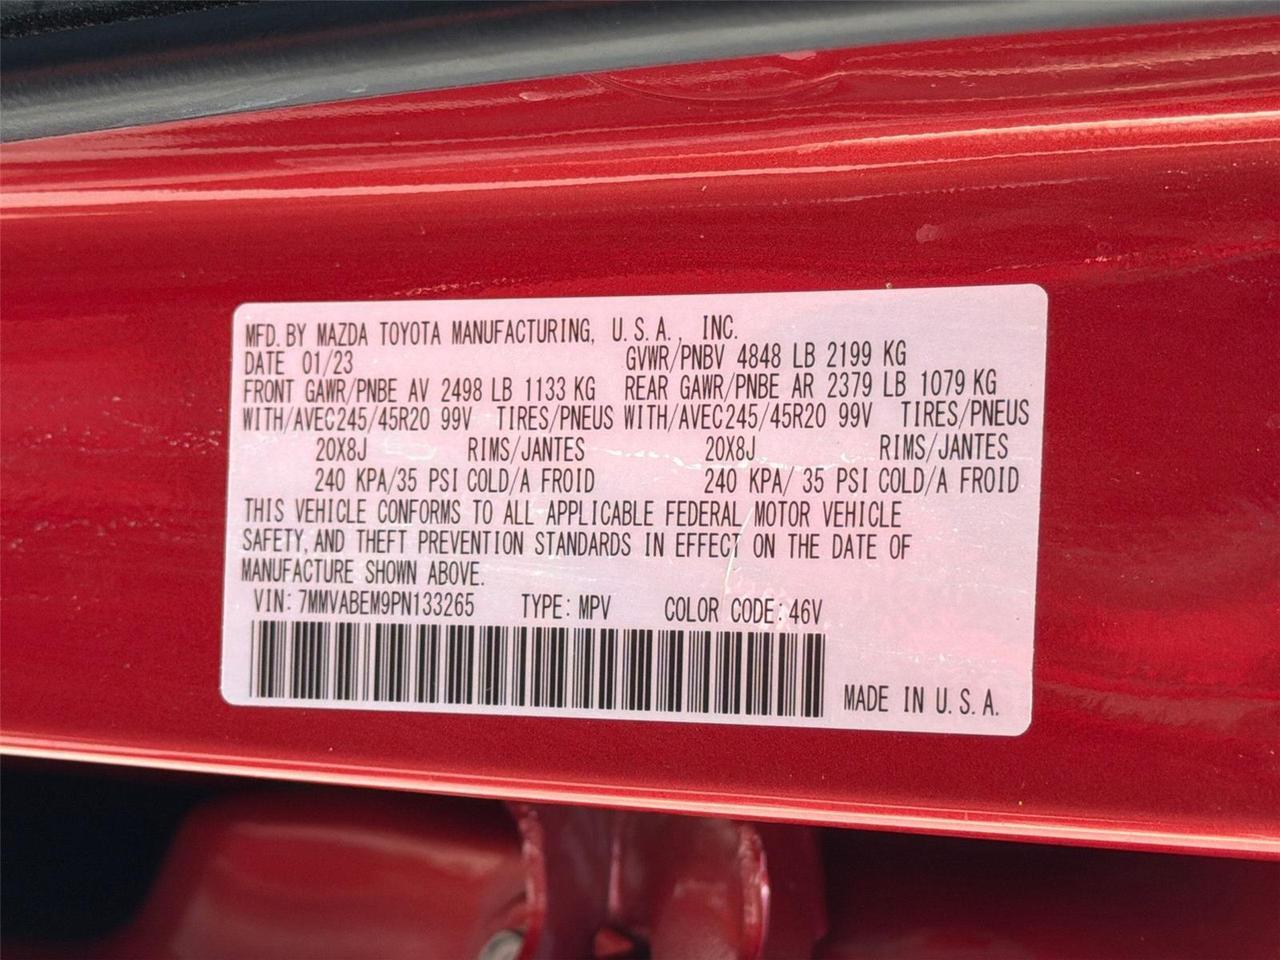 MFD. BY MAZDA TOYOTA MANUFACTURING, U.S.A., INC.
DATE 01/23 GVWR/PNBV 4848 LB 2199 KG
FRONT GAWR/PNBE AV 2498 LB 1133 KG REAR GAWR/PNBE AR 2379 LB 1079 KG
WITH/AVEC245/45R20 99V TIRES/PNEUS WITH/AVEC245/45R20 99V TIRES/PNEUS
20X8J RIMS/JANTES 20X8J RIMS/JANTES
240 KPA/35 PSI COLD/A FROID 240 KPA/ 35 PSI COLD/A FROID
THIS VEHICLE CONFORMS TO ALL APPLICABLE FEDERAL MOTOR VEHICLE
SAFETY, AND THEFT PREVENTION STANDARDS IN EFFECT ON THE DATE OF
MANUFACTURE SHOWN ABOVE.
VIN: 7MMVABEM9PN133265 TYPE: MPV COLOR CODE: 46V
MADE IN U.S.A.